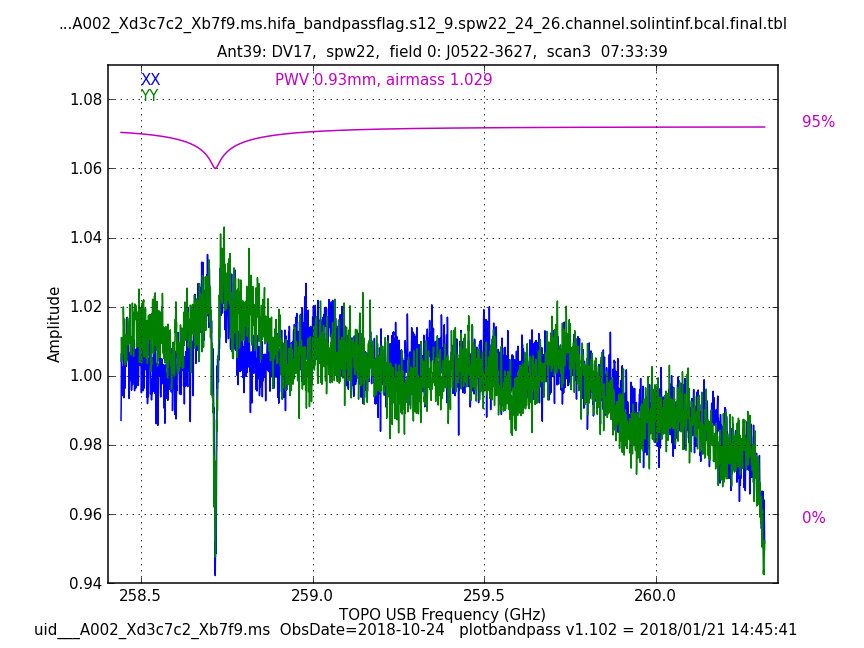 ...A002_Xd3c7c2_Xb7f9.ms.hifa_bandpassflag.s12_9.spw22_24_26.channel.solintinf.bcal.final.tbl
Ant39: DV17, spw22, field 0: J0522-3627, scan3 07:33:39
XX
PWV 0.93mm, airmass 1.029
YY
1.08
95%
1.06
1.04
1.02
1.00
0.98
0.96
0%
0.94
Amplitude
258.5
259.0
259.5
260.0
TOPO USB Frequency (GHz)
uid___A002_Xd3c7c2_Xb7f9.ms ObsDate=2018-10-24 plotbandpass v1.102 = 2018/01/21 14:45:41